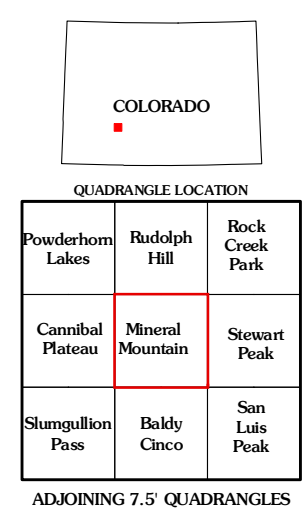 COLORADO
QUADRANGLE LOCATION
Powderhorn
Lakes
Rudolph
Hill
Rock
Creek
Park
Cannibal
Plateau
Mineral
Mountain
Stewart
Peak
Slumgullion
Pass
Baldy
Cinco
San
Luis
Peak
ADJOINING 7.5' QUADRANGLES